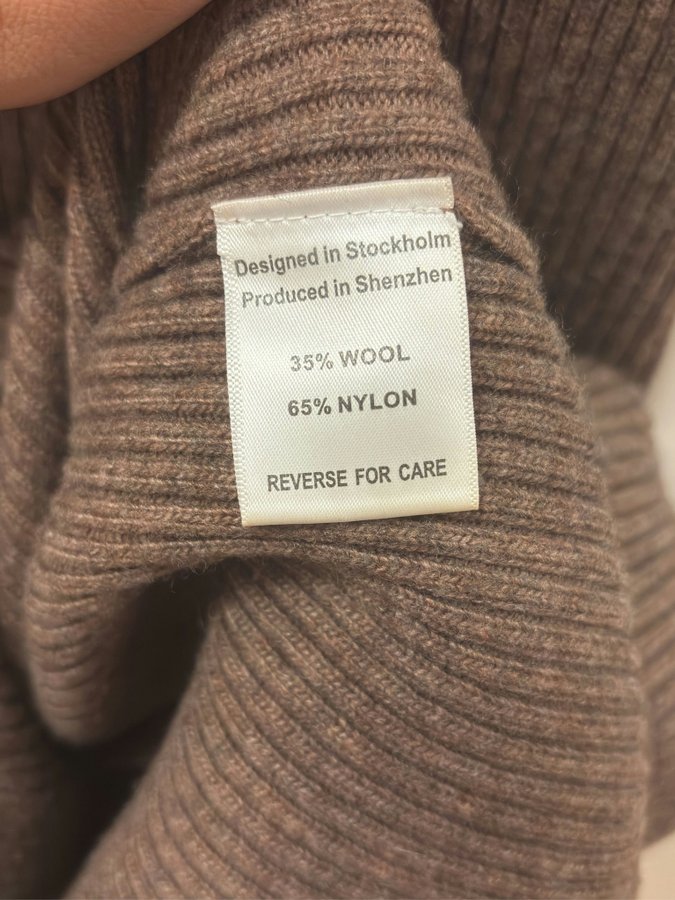 Designed in Stockholm
Produced in Shenzhen
35% WOOL
65% NYLON
REVERSE FOR CARE